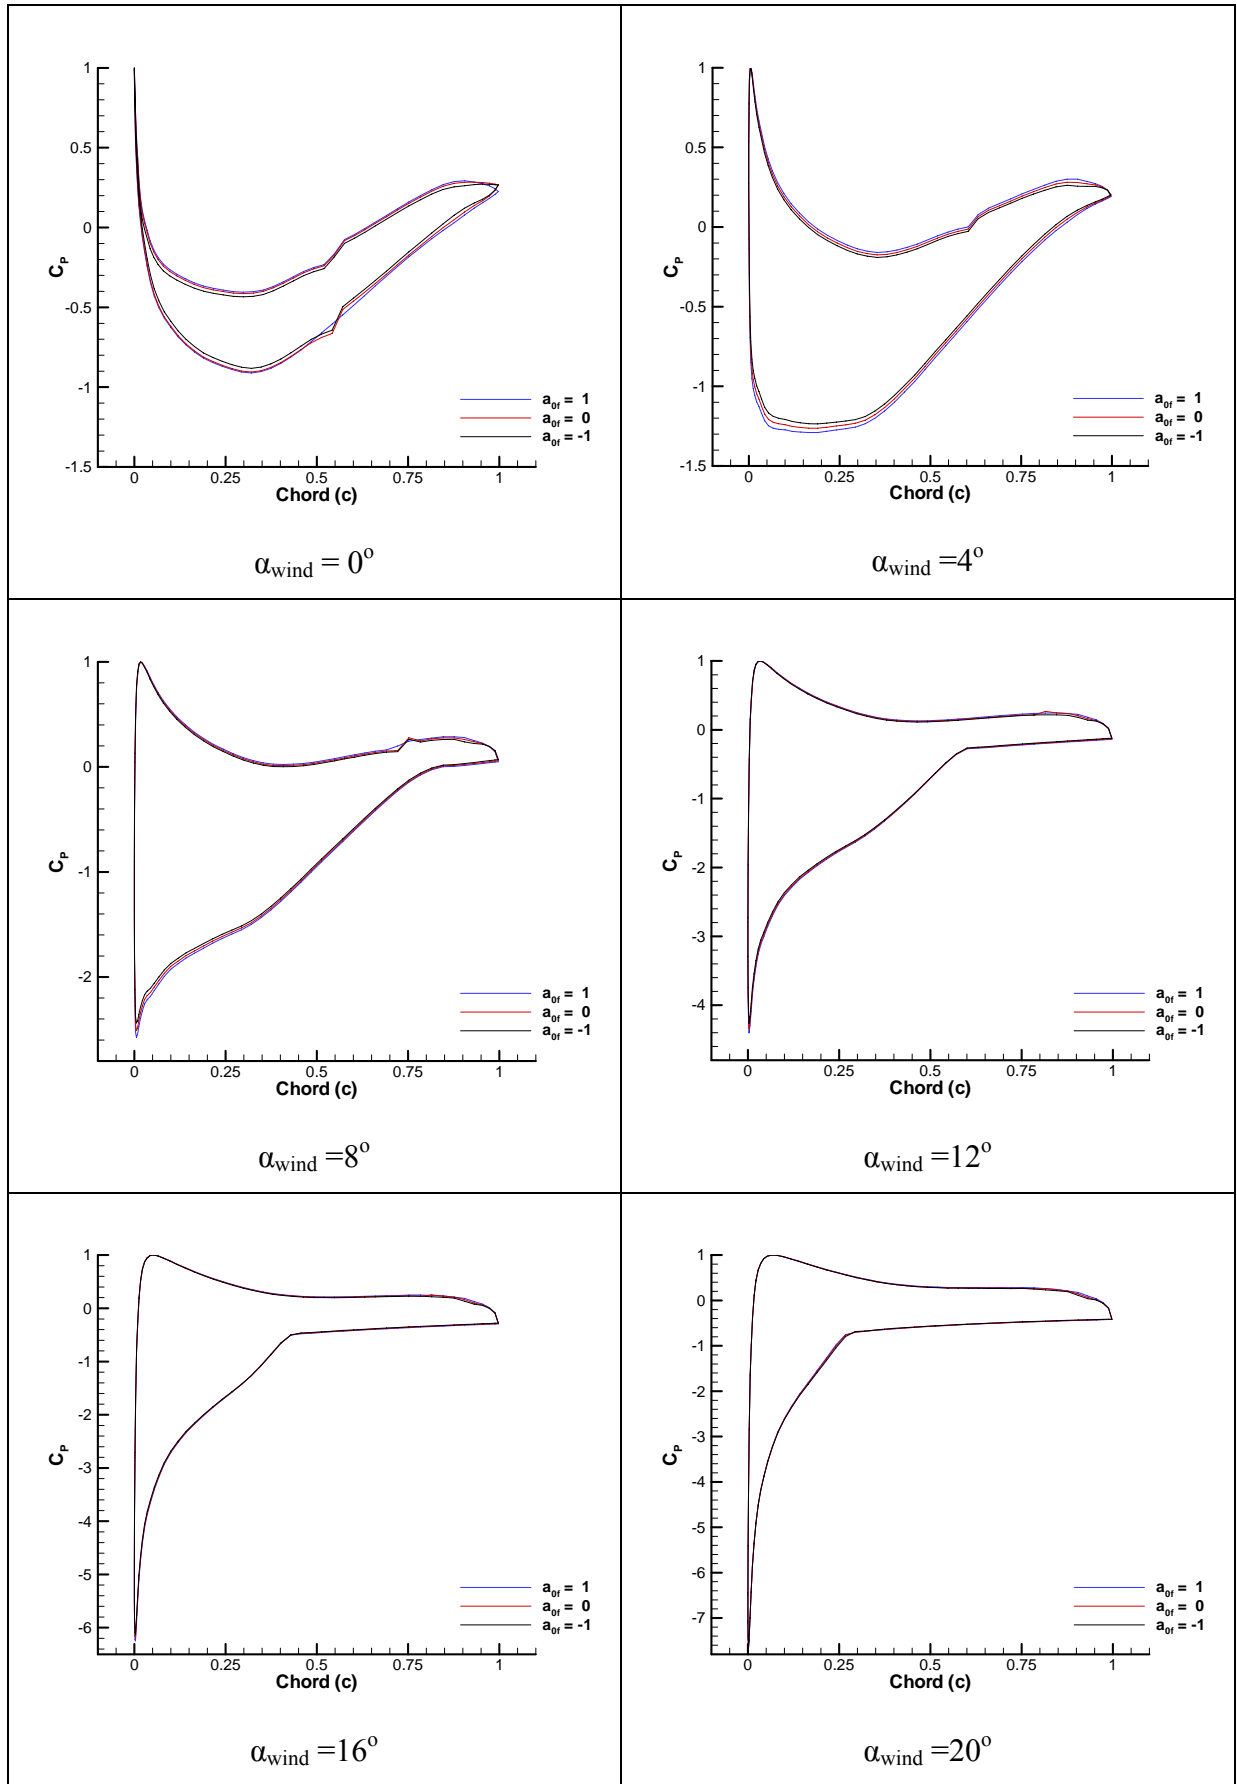 1
0.5
0
-0.5
-1
-1.5
C_P
0 0.25 0.5 0.75 1
Chord (c)
a_0f = 1
a_0f = 0
a_0f = -1
α_wind = 0°
1
0.5
0
-0.5
-1
-1.5
C_P
0 0.25 0.5 0.75 1
Chord (c)
a_0f = 1
a_0f = 0
a_0f = -1
α_wind =4°
1
0
-1
-2
C_P
0 0.25 0.5 0.75 1
Chord (c)
a_0f = 1
a_0f = 0
a_0f = -1
α_wind =8°
1
0
-1
-2
-3
-4
C_P
0 0.25 0.5 0.75 1
Chord (c)
a_0f = 1
a_0f = 0
a_0f = -1
α_wind =12°
1
0
-1
-2
-3
-4
-5
-6
C_P
0 0.25 0.5 0.75 1
Chord (c)
a_0f = 1
a_0f = 0
a_0f = -1
α_wind =16°
1
0
-1
-2
-3
-4
-5
-6
-7
C_P
0 0.25 0.5 0.75 1
Chord (c)
a_0f = 1
a_0f = 0
a_0f = -1
α_wind =20°